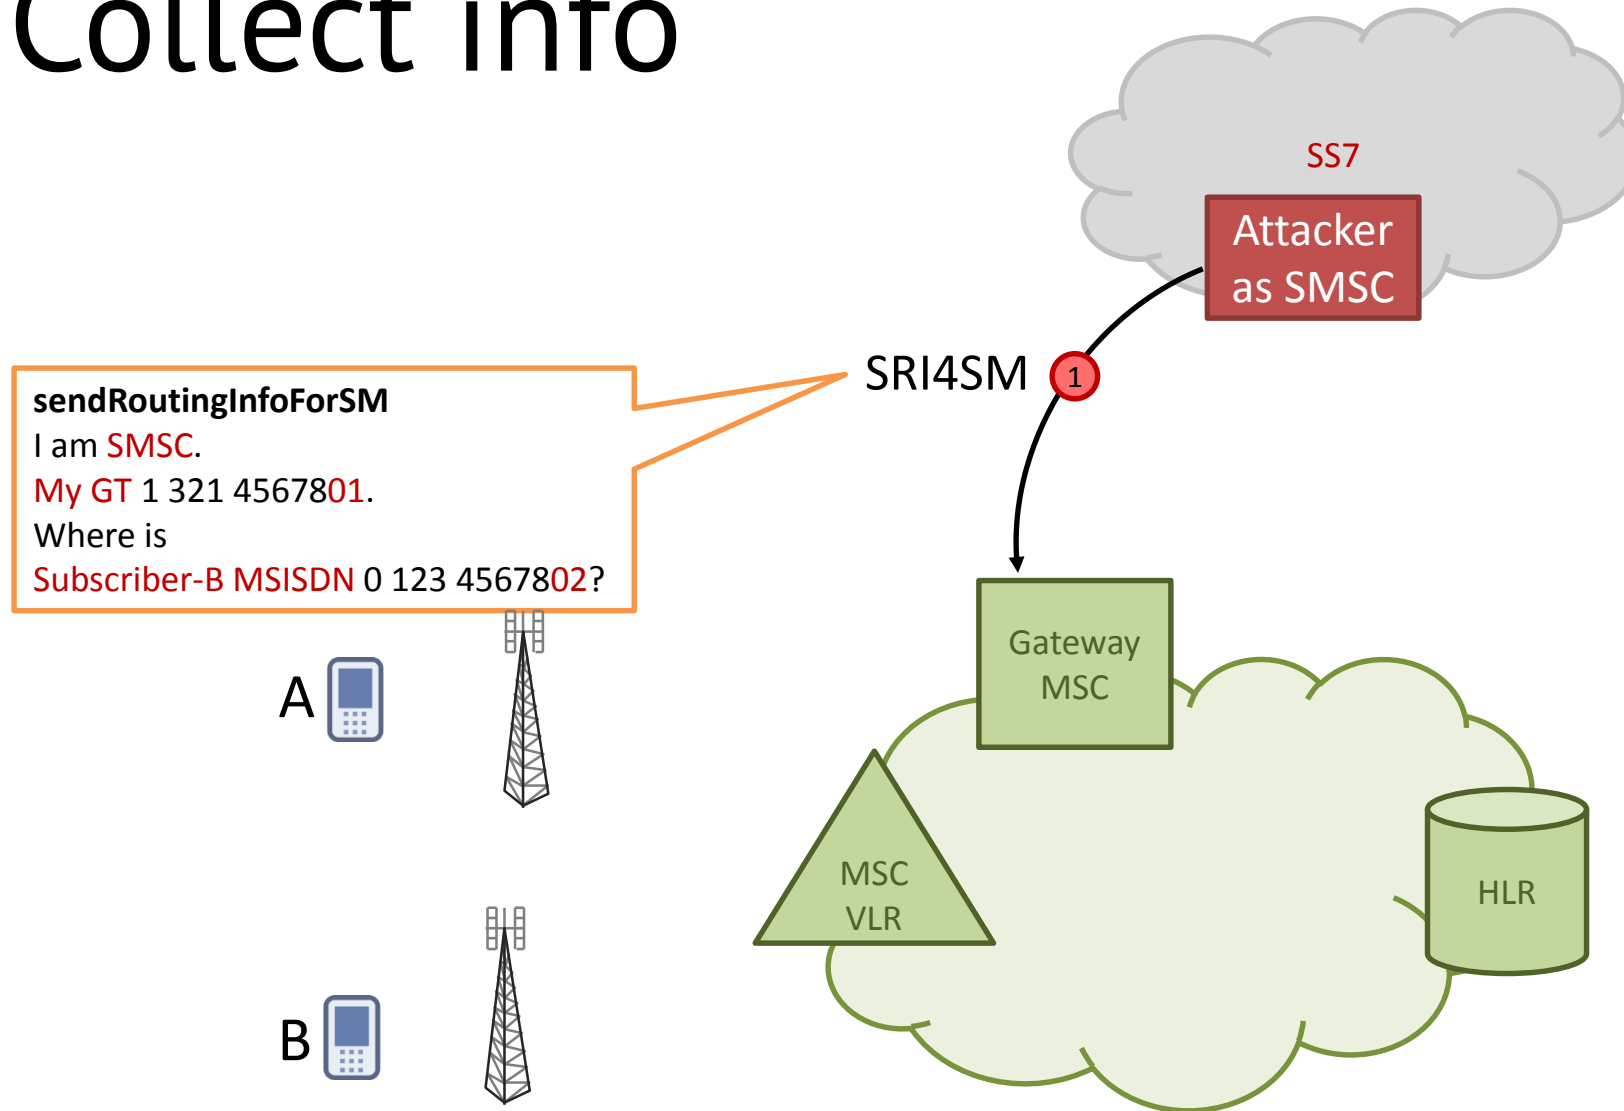 Collect info
SS7
Attacker
as SMSC
SRI4SM
1
sendRoutingInfoForSM
I am SMSC.
My GT 1 321 4567801.
Where is
Subscriber-B MSISDN 0 123 4567802?
Gateway
MSC
A
MSC
VLR
HLR
B